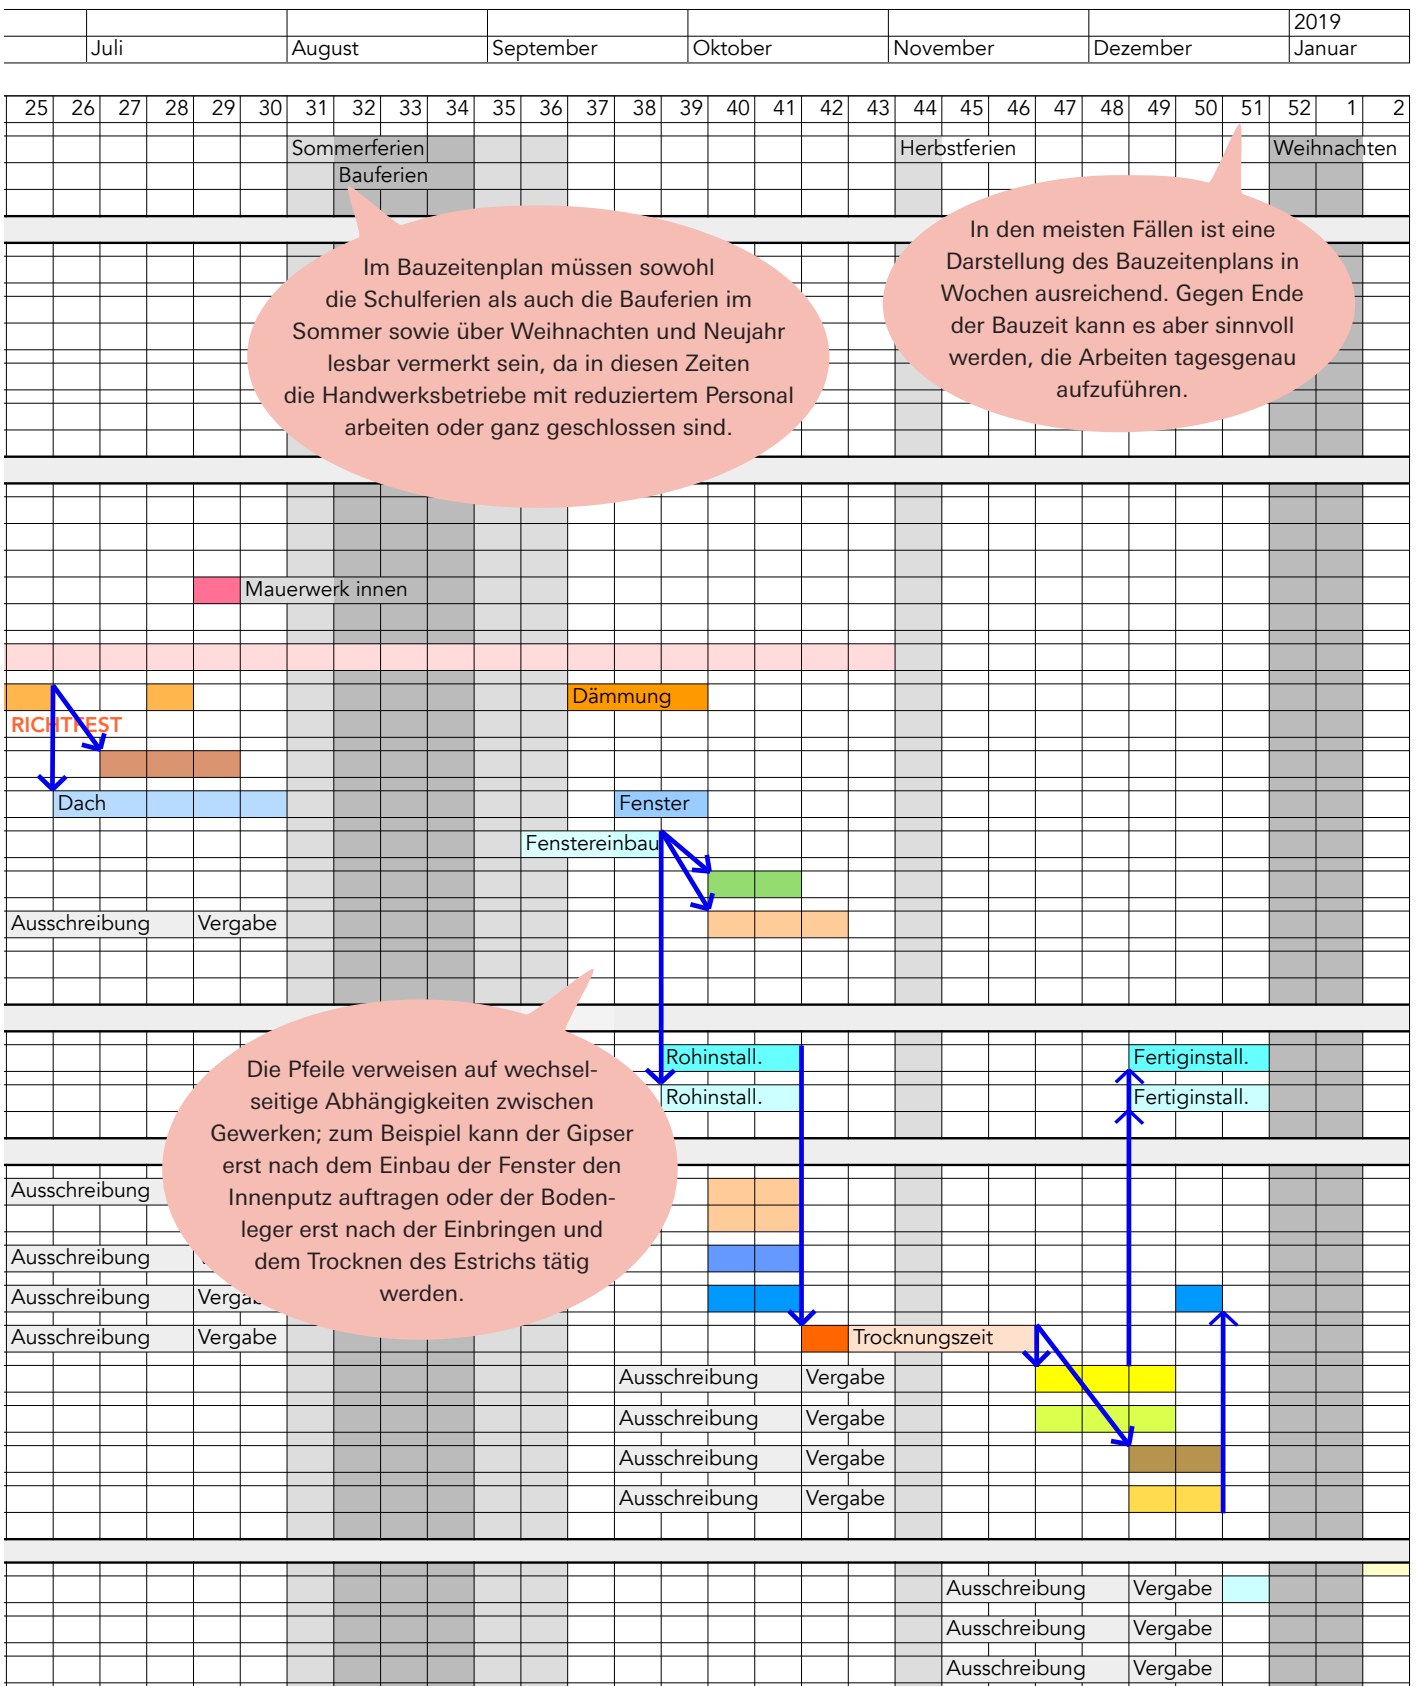 2019
Juli August September Oktober November Dezember Januar
25 26 27 28 29 30 31 32 33 34 35 36 37 38 39 40 41 42 43 44 45 46 47 48 49 50 51 52 1 2
Sommerferien Herbstferien Weihnachten
Bauferien
In den meisten Fällen ist eine
Darstellung des Bauzeitenplans in
Wochen ausreichend. Gegen Ende
der Bauzeit kann es aber sinnvoll
werden, die Arbeiten tagesgenau
aufzuführen.
Im Bauzeitenplan müssen sowohl
die Schulferien als auch die Bauferien im
Sommer sowie über Weihnachten und Neujahr
lesbar vermerkt sein, da in diesen Zeiten
die Handwerksbetriebe mit reduziertem Personal
arbeiten oder ganz geschlossen sind.
Mauerwerk innen
Dämmung
RICHTFEST
Dach Fenster
Fenstereinbau
Ausschreibung Vergabe
Rohinstall. Fertiginstall.
Rohinstall. Fertiginstall.
Die Pfeile verweisen auf wechsel-
seitige Abhängigkeiten zwischen
Gewerken; zum Beispiel kann der Gipser
erst nach dem Einbau der Fenster den
Innenputz auftragen oder der Boden-
leger erst nach der Einbringen und
dem Trocknen des Estrichs tätig
werden.
Ausschreibung
Ausschreibung
Ausschreibung
Ausschreibung Vergabe Trocknungszeit
Ausschreibung Vergabe
Ausschreibung Vergabe
Ausschreibung Vergabe
Ausschreibung Vergabe
Ausschreibung Vergabe
Ausschreibung Vergabe
Ausschreibung Vergabe